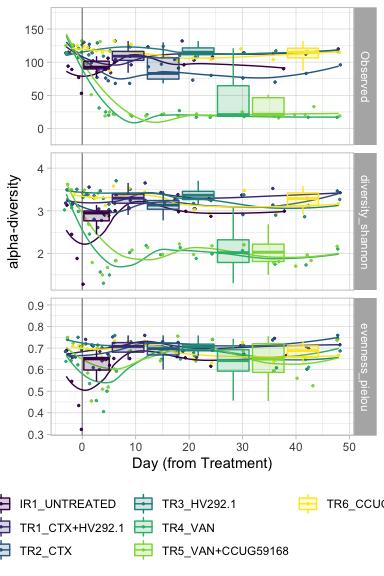 150
100
50
0
Observed
4
3
2
diversity_shannon
0.9
0.8
0.7
0.6
0.5
0.4
0.3
evenness_pielou
alpha-diversity
0 10 20 30 40 50
Day (from Treatment)
IR1_UNTREATED TR3_HV292.1 TR6_CCUG
TR1_CTX+HV292.1 TR4_VAN
TR2_CTX TR5_VAN+CCUG59168